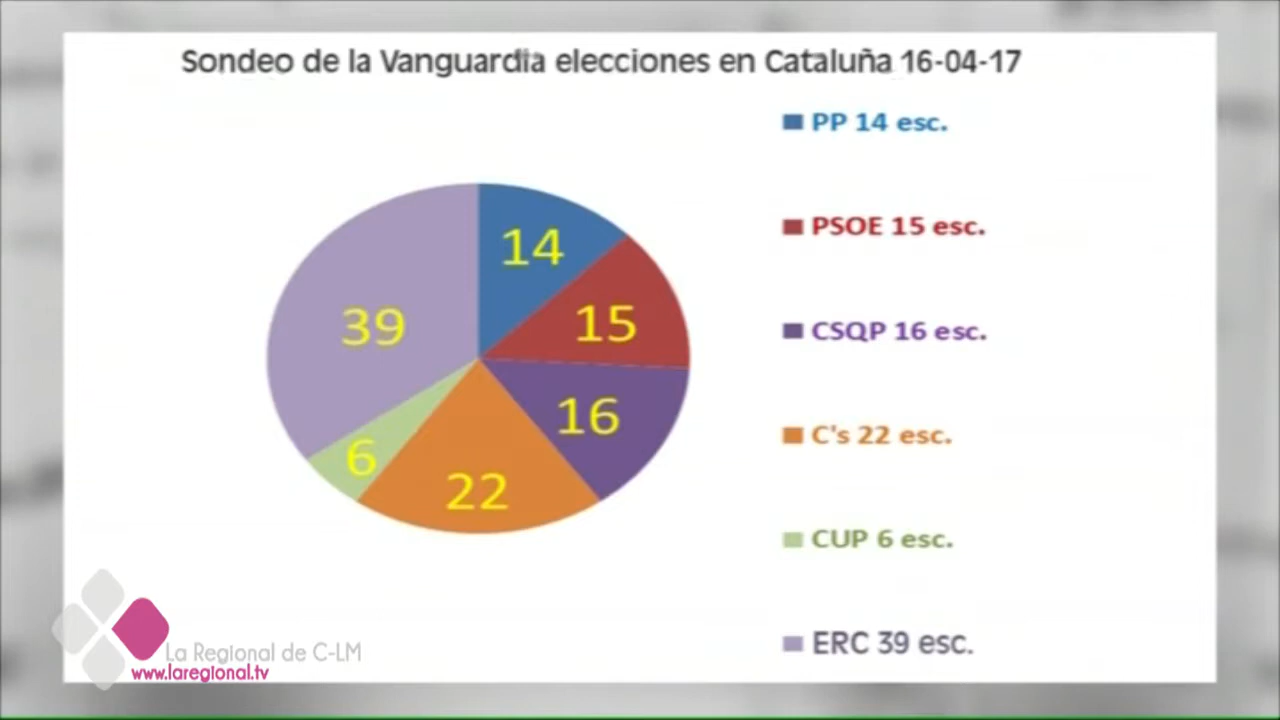 Sondeo de la Vanguardia elecciones en Cataluña 16-04-17
PP 14 esc.
PSOE 15 esc.
CSQP 16 esc.
C's 22 esc.
CUP 6 esc.
ERC 39 esc.
14
15
16
22
6
39
La Regional de C-LM
www.laregional.tv